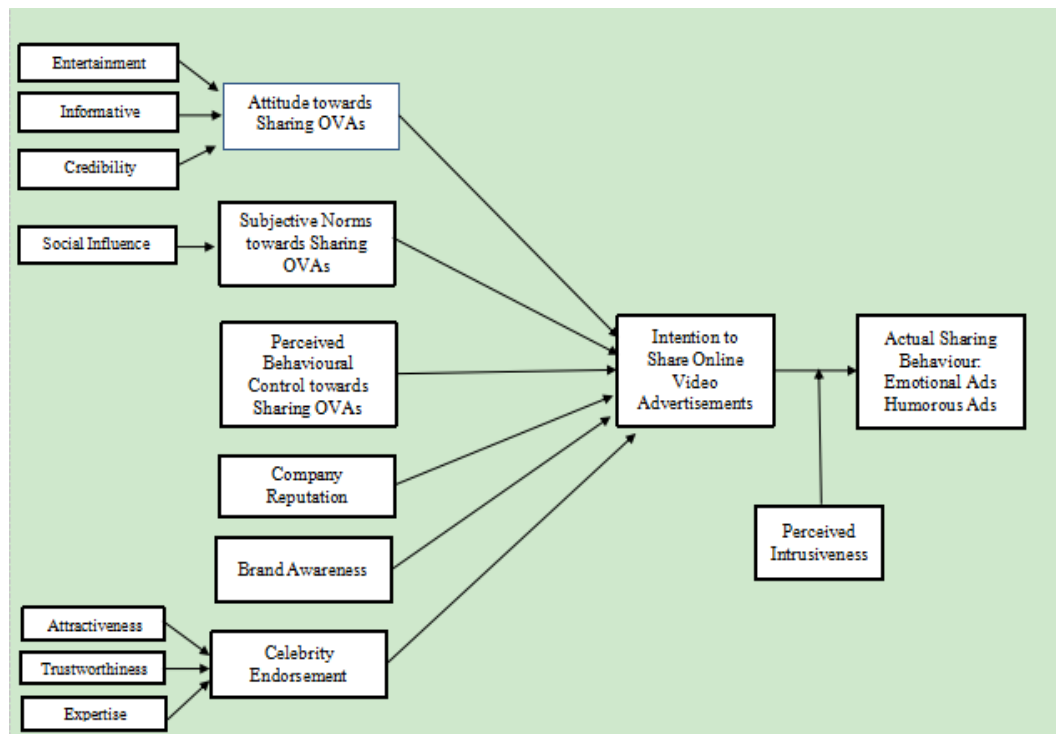 Entertainment
Informative
Credibility
Attitude towards
Sharing OVAs
Social Influence
Subjective Norms
towards Sharing
OVAs
Perceived
Behavioural
Control towards
Sharing OVAs
Company
Reputation
Brand Awareness
Attractiveness
Trustworthiness
Expertise
Celebrity
Endorsement
Intention to
Share Online
Video
Advertisements
Actual Sharing
Behaviour:
Emotional Ads
Humorous Ads
Perceived
Intrusiveness